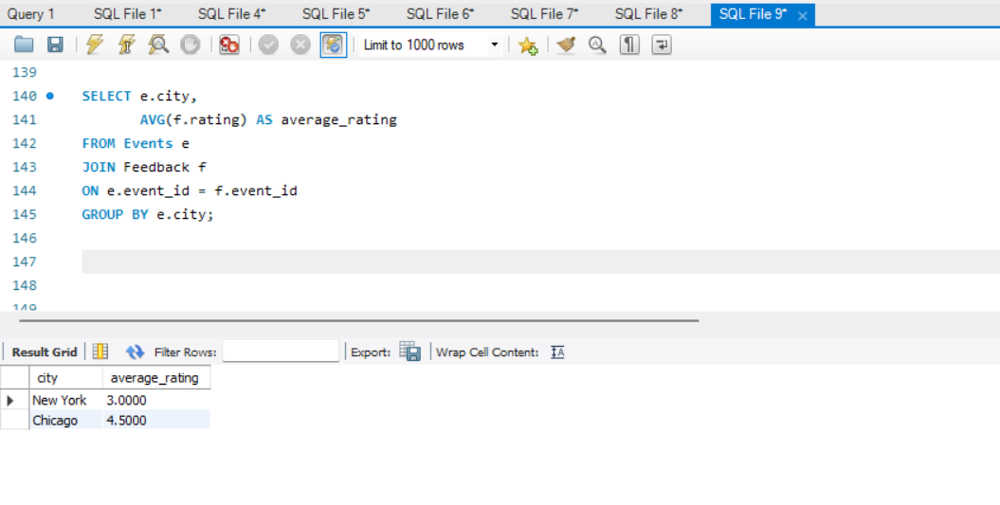 Query 1 SQL File 1* SQL File 4* SQL File 5* SQL File 6* SQL File 7* SQL File 8* SQL File 9*
Limit to 1000 rows
139
140 SELECT e.city,
141 AVG(f.rating) AS average_rating
142 FROM Events e
143 JOIN Feedback f
144 ON e.event_id = f.event_id
145 GROUP BY e.city;
146
147
148
149
Result Grid Filter Rows: Export: Wrap Cell Content:
city average_rating
New York 3.0000
Chicago 4.5000